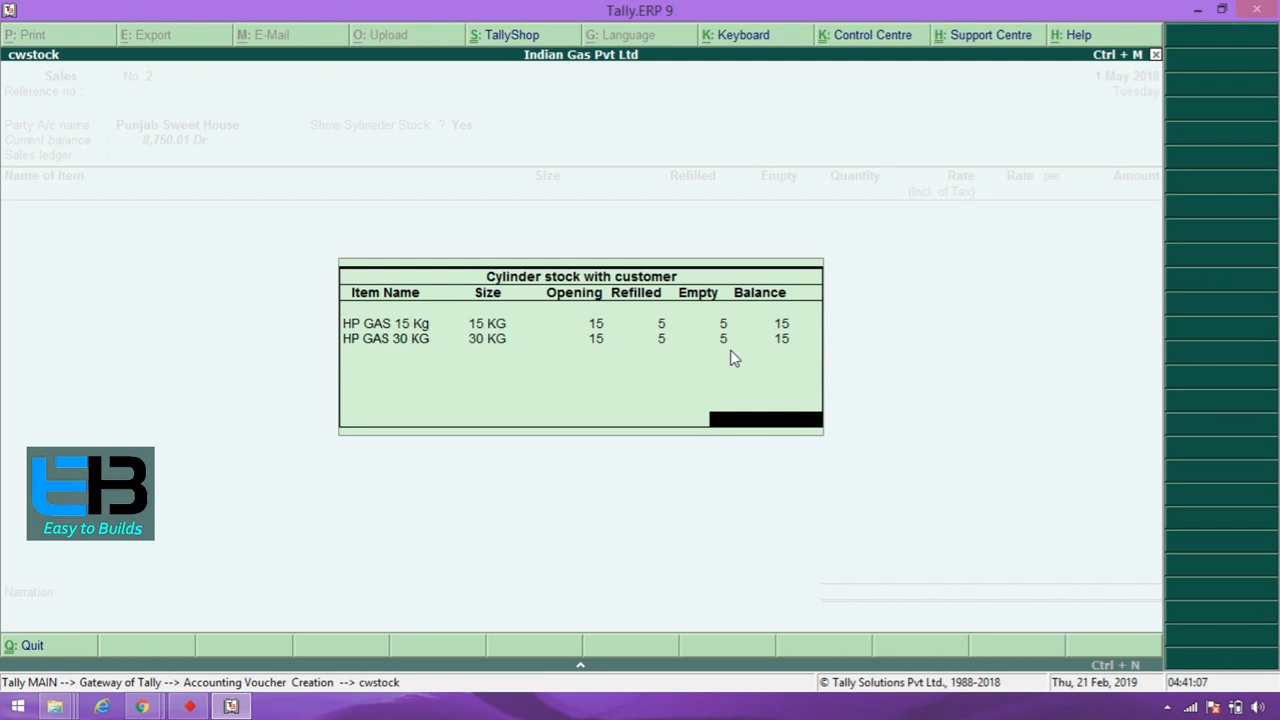 Tally.ERP 9
P: Print E: Export M: E-Mail O: Upload S: TallyShop G: Language K: Keyboard K: Control Centre H: Support Centre H: Help
cwstock Indian Gas Pvt Ltd Ctrl + M
Sales No. 2 1-May-2018
Reference no.: Tuesday
Party A/c name : Punjab Sweet House Show Sylineder Stock ? Yes
Current balance : 8,750.01 Dr
Sales ledger :
Name of Item Size Refilled Empty Quantity Rate Rate per Amount
(Incl. of Tax)
Cylinder stock with customer
Item Name Size Opening Refilled Empty Balance
HP GAS 15 Kg 15 KG 15 5 5 15
HP GAS 30 KG 30 KG 15 5 5 15
EB
Easy to Builds
Narration:
Q: Quit
Ctrl + N
Tally MAIN --> Gateway of Tally --> Accounting Voucher Creation --> cwstock © Tally Solutions Pvt Ltd., 1988-2018 Thu, 21 Feb, 2019 04:41:07